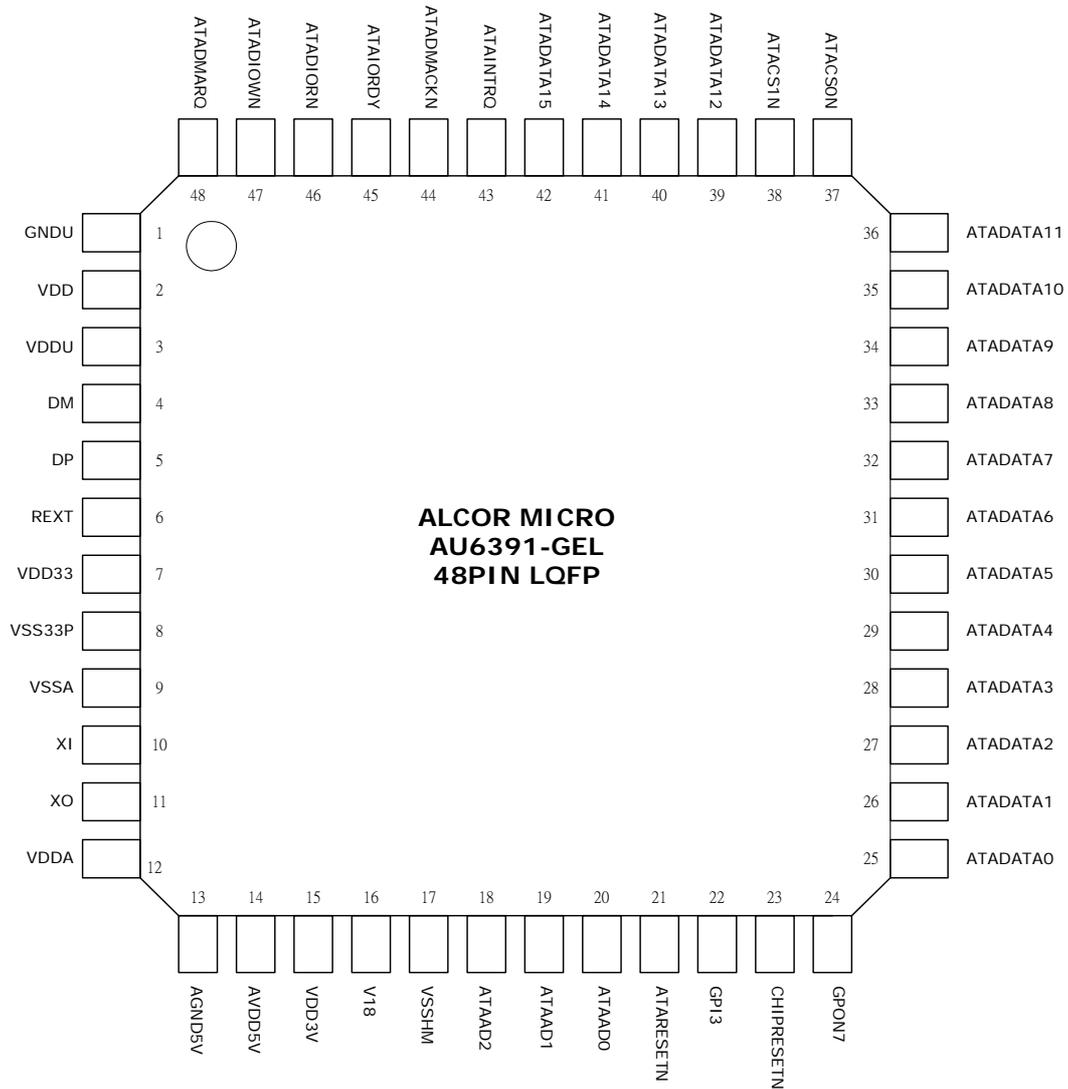 ATADMARQ
ATADIOWN
ATADIORN
ATAIORDY
ATADMACKN
ATAINTRQ
ATADATA15
ATADATA14
ATADATA13
ATADATA12
ATACS1N
ATACS0N
48 47 46 45 44 43 42 41 40 39 38 37
GNDU 1 36 ATADATA11
VDD 2 35 ATADATA10
VDDU 3 34 ATADATA9
DM 4 33 ATADATA8
DP 5 32 ATADATA7
REXT 6 31 ATADATA6
ALCOR MICRO
AU6391-GEL
48PIN LQFP
VDD33 7 30 ATADATA5
VSS33P 8 29 ATADATA4
VSSA 9 28 ATADATA3
XI 10 27 ATADATA2
XO 11 26 ATADATA1
VDDA 12 25 ATADATA0
13 14 15 16 17 18 19 20 21 22 23 24
AGND5V
AVDD5V
VDD3V
V18
VSSHM
ATAAD2
ATAAD1
ATAAD0
ATARESETN
GPI3
CHIPRESETN
GPON7